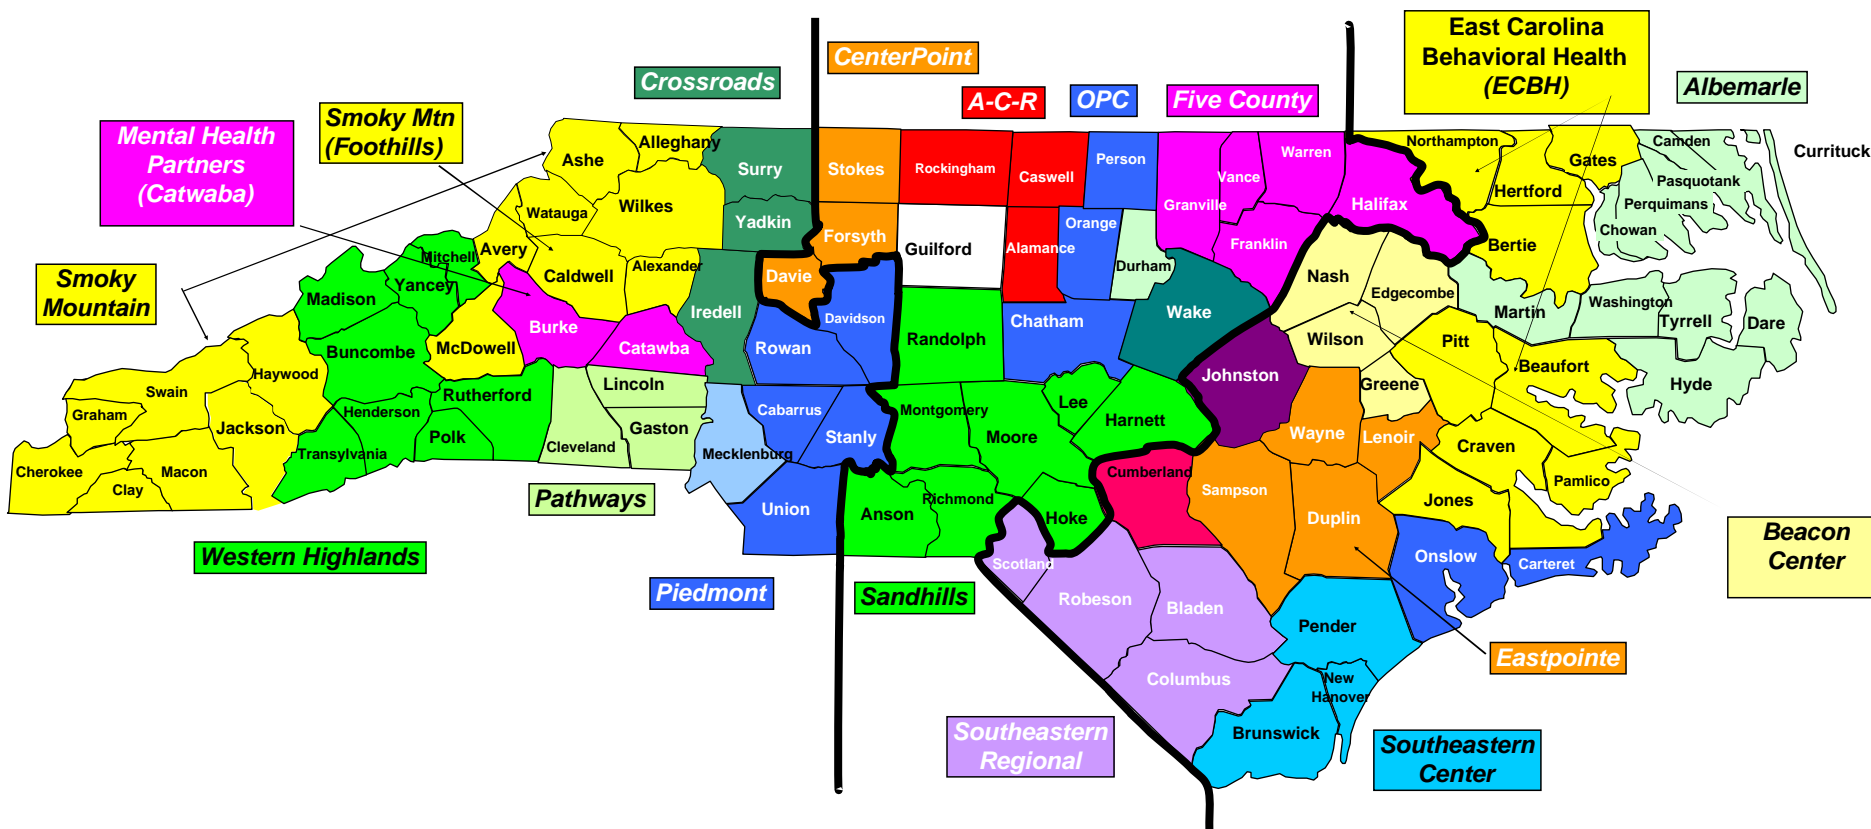 East Carolina
Behavioral Health
(ECBH)
CenterPoint
Crossroads
A-C-R
OPC
Five County
Albemarle
Smoky Mtn
(Foothills)
Mental Health
Partners
(Catwaba)
Smoky
Mountain
Alleghany
Ashe
Surry
Stokes
Rockingham
Caswell
Person
Vance
Warren
Northampton
Gates
Camden
Currituck
Pasquotank
Perquimans
Chowan
Hertford
Halifax
Granville
Watauga
Wilkes
Yadkin
Forsyth
Guilford
Alamance
Orange
Durham
Franklin
Bertie
Mitchell
Avery
Caldwell
Alexander
Davie
Nash
Edgecombe
Madison
Yancey
Iredell
Davidson
Chatham
Wake
Martin
Washington
Tyrrell
Dare
Burke
Catawba
Rowan
Randolph
Wilson
Pitt
Buncombe
McDowell
Haywood
Swain
Johnston
Greene
Beaufort
Hyde
Lincoln
Rutherford
Graham
Henderson
Jackson
Polk
Gaston
Cabarrus
Stanly
Montgomery
Moore
Lee
Harnett
Wayne
Lenoir
Craven
Cleveland
Mecklenburg
Transylvania
Cherokee
Macon
Clay
Cumberland
Sampson
Pamlico
Jones
Pathways
Union
Anson
Richmond
Hoke
Duplin
Onslow
Carteret
Beacon
Center
Western Highlands
Piedmont
Sandhills
Scotland
Robeson
Bladen
Pender
Eastpointe
Columbus
New
Hanover
Brunswick
Southeastern
Regional
Southeastern
Center